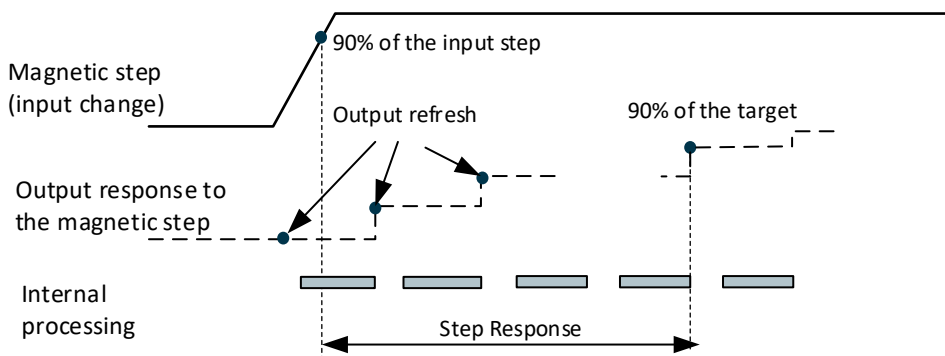 90% of the input step
Magnetic step
(input change)
Output refresh
90% of the target
Output response to
the magnetic step
Internal
processing
Step Response